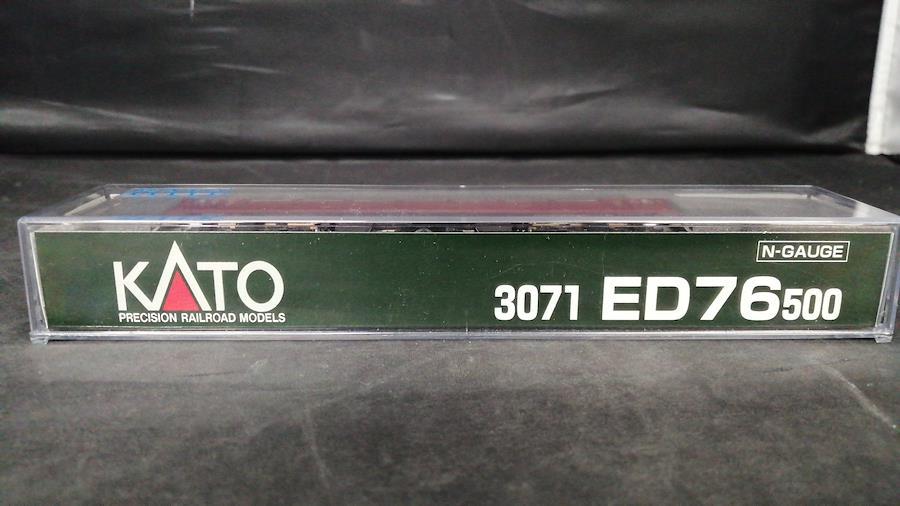 N-GAUGE
KATO
PRECISION RAILROAD MODELS
3071 ED76500